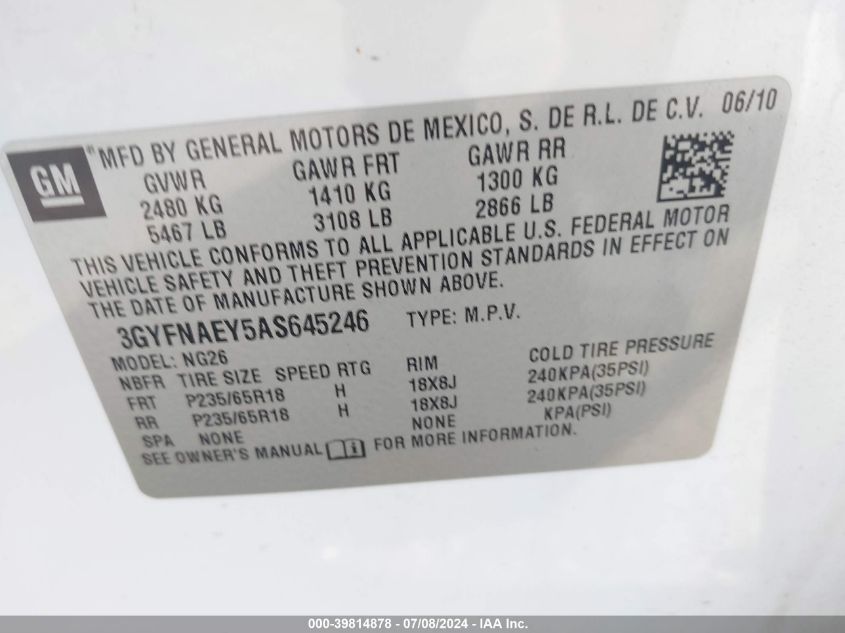 GM
MFD BY GENERAL MOTORS DE MEXICO, S. DE R.L. DE C.V. 06/10
GVWR GAWR FRT GAWR RR
2480 KG 1410 KG 1300 KG
5467 LB 3108 LB 2866 LB
THIS VEHICLE CONFORMS TO ALL APPLICABLE U.S. FEDERAL MOTOR
VEHICLE SAFETY AND THEFT PREVENTION STANDARDS IN EFFECT ON
THE DATE OF MANUFACTURE SHOWN ABOVE.
3GYFNAEY5AS645246 TYPE: M.P.V.
MODEL: NG26
NBFR TIRE SIZE SPEED RTG RIM COLD TIRE PRESSURE
FRT P235/65R18 H 18X8J 240KPA(35PSI)
RR P235/65R18 H 18X8J 240KPA(35PSI)
SPA NONE NONE KPA(PSI)
SEE OWNER'S MANUAL FOR MORE INFORMATION.
000-39814878 - 07/08/2024 - IAA Inc.